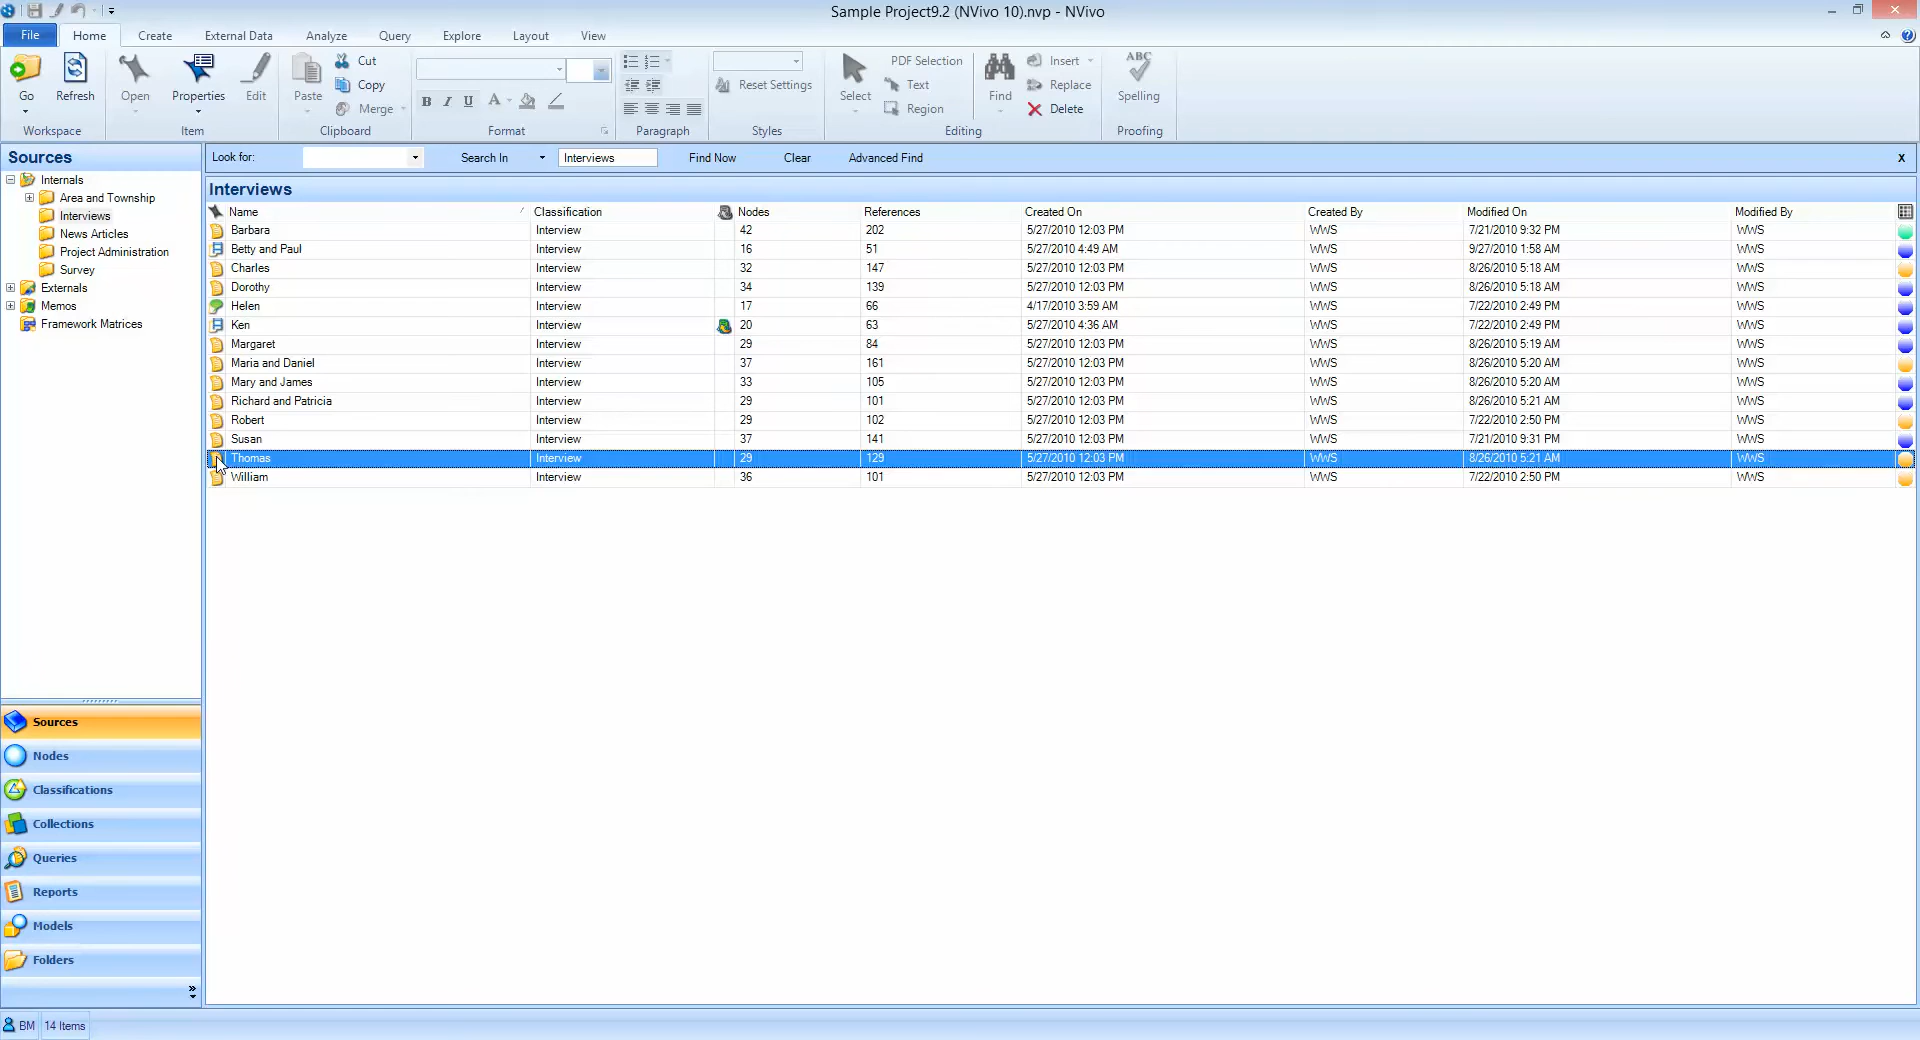 Sample Project9.2 (NVivo 10).nvp - NVivo
File Home Create External Data Analyze Query Explore Layout View
Go Refresh Open Properties Edit Paste Cut Copy Merge
B I U A
Reset Settings
Select PDF Selection Text Region Find Insert Replace Delete
ABC Spelling
Workspace Item Clipboard Format Paragraph Styles Editing Proofing
Sources
Look for: Search In Interviews Find Now Clear Advanced Find x
Internals
Area and Township
Interviews
News Articles
Project Administration
Survey
Externals
Memos
Framework Matrices
Interviews
Name Classification Nodes References Created On Created By Modified On Modified By
Barbara Interview 42 202 5/27/2010 12:03 PM WWS 7/21/2010 9:32 PM WWS
Betty and Paul Interview 16 51 5/27/2010 4:49 AM WWS 9/27/2010 1:58 AM WWS
Charles Interview 32 147 5/27/2010 12:03 PM WWS 8/26/2010 5:18 AM WWS
Dorothy Interview 34 139 5/27/2010 12:03 PM WWS 8/26/2010 5:18 AM WWS
Helen Interview 17 66 4/17/2010 3:59 AM WWS 7/22/2010 2:49 PM WWS
Ken Interview 20 63 5/27/2010 4:36 AM WWS 7/22/2010 2:49 PM WWS
Margaret Interview 29 84 5/27/2010 12:03 PM WWS 8/26/2010 5:19 AM WWS
Maria and Daniel Interview 37 161 5/27/2010 12:03 PM WWS 8/26/2010 5:20 AM WWS
Mary and James Interview 33 105 5/27/2010 12:03 PM WWS 8/26/2010 5:20 AM WWS
Richard and Patricia Interview 29 101 5/27/2010 12:03 PM WWS 8/26/2010 5:21 AM WWS
Robert Interview 29 102 5/27/2010 12:03 PM WWS 7/22/2010 2:50 PM WWS
Susan Interview 37 141 5/27/2010 12:03 PM WWS 7/21/2010 9:31 PM WWS
Thomas Interview 29 129 5/27/2010 12:03 PM WWS 8/26/2010 5:21 AM WWS
William Interview 36 101 5/27/2010 12:03 PM WWS 7/22/2010 2:50 PM WWS
Sources
Nodes
Classifications
Collections
Queries
Reports
Models
Folders
BM 14 Items